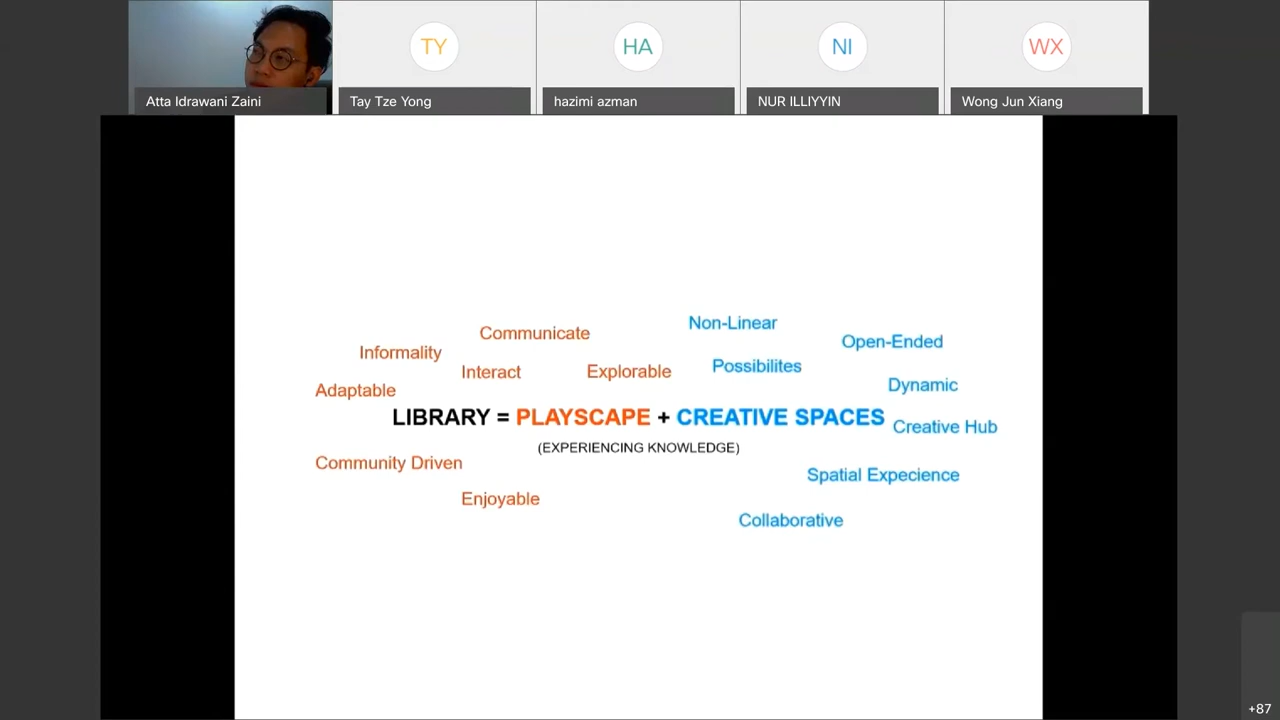 TY
HA
NI
WX
Atta Idrawani Zaini
Tay Tze Yong
hazimi azman
NUR ILLIYYIN
Wong Jun Xiang
Non-Linear
Communicate
Open-Ended
Informality
Possibilites
Interact
Explorable
Dynamic
Adaptable
LIBRARY = PLAYSCAPE + CREATIVE SPACES
Creative Hub
(EXPERIENCING KNOWLEDGE)
Community Driven
Spatial Expecience
Enjoyable
Collaborative
+87